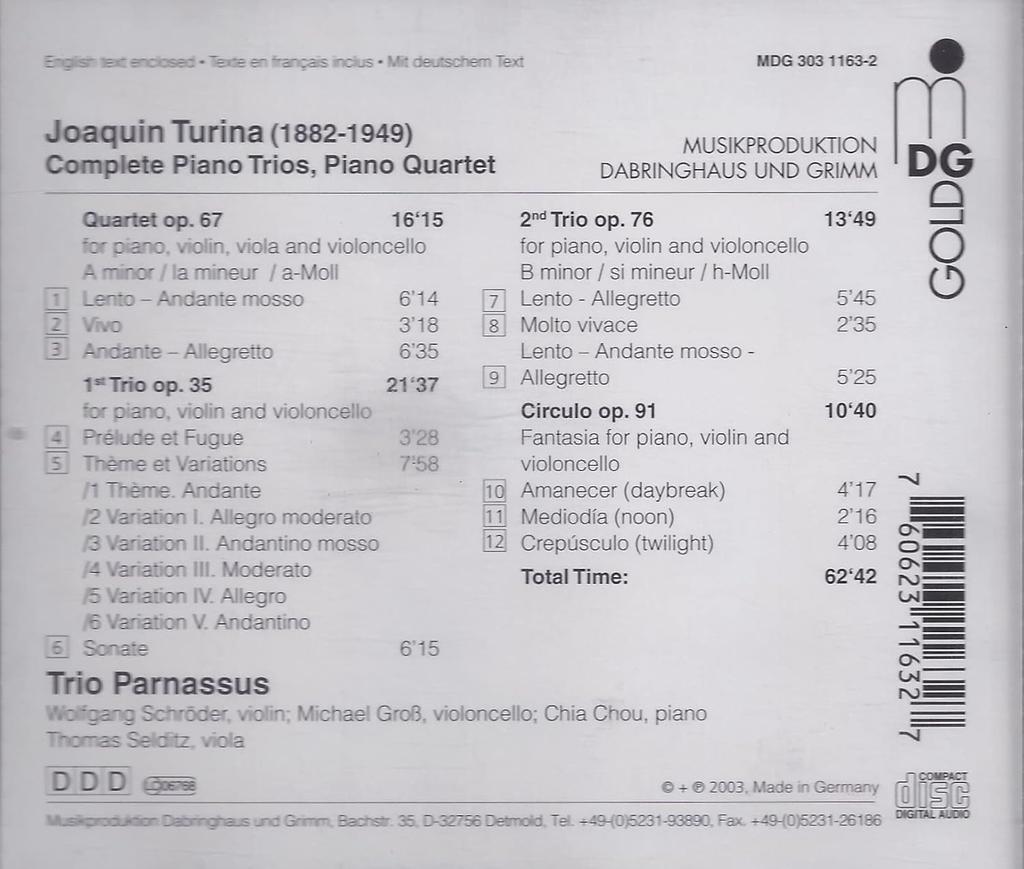 English text enclosed • Texte en français inclus • Mit deutschem Text
MDG 303 1163-2
Joaquin Turina (1882-1949)
Complete Piano Trios, Piano Quartet
MUSIKPRODUKTION
DABRINGHAUS UND GRIMM
mDG
GOLD
Quartet op. 67 16‘15
for piano, violin, viola and violoncello
A minor / la mineur / a-Moll
1 Lento – Andante mosso 6’14
2 Vivo 3’18
3 Andante – Allegretto 6’35
1st Trio op. 35 21‘37
for piano, violin and violoncello
4 Prélude et Fugue 3’28
5 Thème et Variations 7’58
/1 Thème. Andante
/2 Variation I. Allegro moderato
/3 Variation II. Andantino mosso
/4 Variation III. Moderato
/5 Variation IV. Allegro
/6 Variation V. Andantino
6 Sonate 6’15
2nd Trio op. 76 13‘49
for piano, violin and violoncello
B minor / si mineur / h-Moll
7 Lento - Allegretto 5’45
8 Molto vivace 2’35
Lento – Andante mosso -
9 Allegretto 5’25
Circulo op. 91 10‘40
Fantasia for piano, violin and
violoncello
10 Amanecer (daybreak) 4’17
11 Mediodía (noon) 2’16
12 Crepúsculo (twilight) 4’08
Total Time: 62‘42
Trio Parnassus
Wolfgang Schröder, violin; Michael Groß, violoncello; Chia Chou, piano
Thomas Selditz, viola
DDD
LC 06768
© + ℗ 2003, Made in Germany
Musikproduktion Dabringhaus und Grimm, Bachstr. 35, D-32756 Detmold, Tel. +49-(0)5231-93890, Fax. +49-(0)5231-26186
7 60623 11632 7
COMPACT
disc
DIGITAL AUDIO